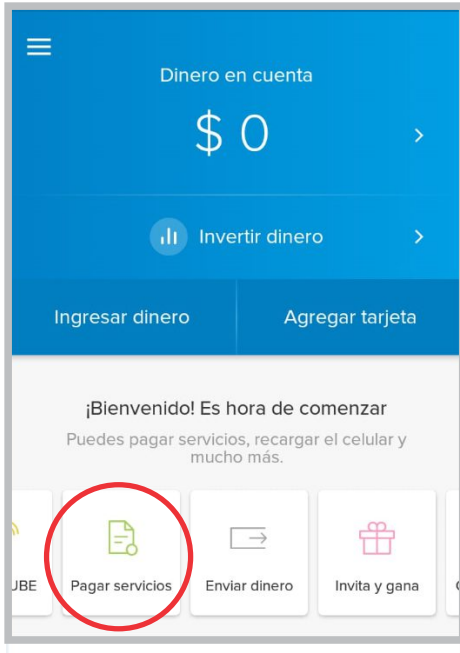 Dinero en cuenta
$ 0
Invertir dinero
Ingresar dinero
Agregar tarjeta
¡Bienvenido! Es hora de comenzar
Puedes pagar servicios, recargar el celular y
mucho más.
Pagar servicios
Enviar dinero
Invita y gana